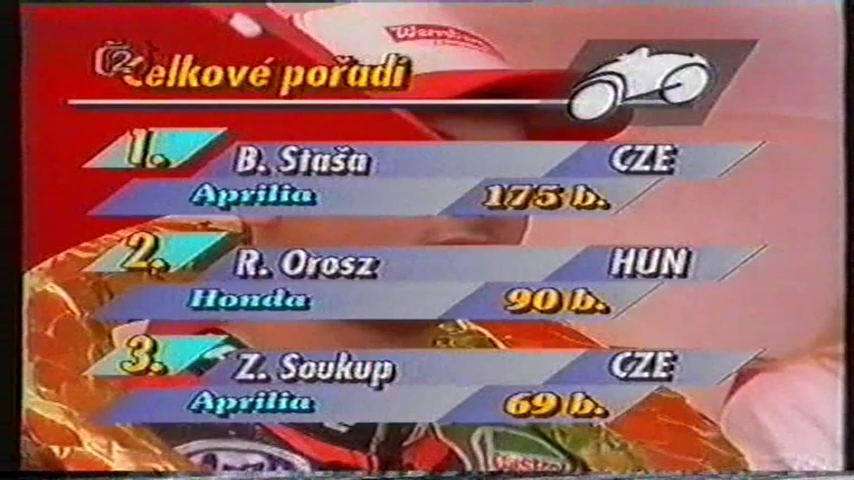 Celkové pořadí
1. B. Staša CZE
Aprilia 175 b.
2. R. Orosz HUN
Honda 90 b.
3. Z. Soukup CZE
Aprilia 69 b.